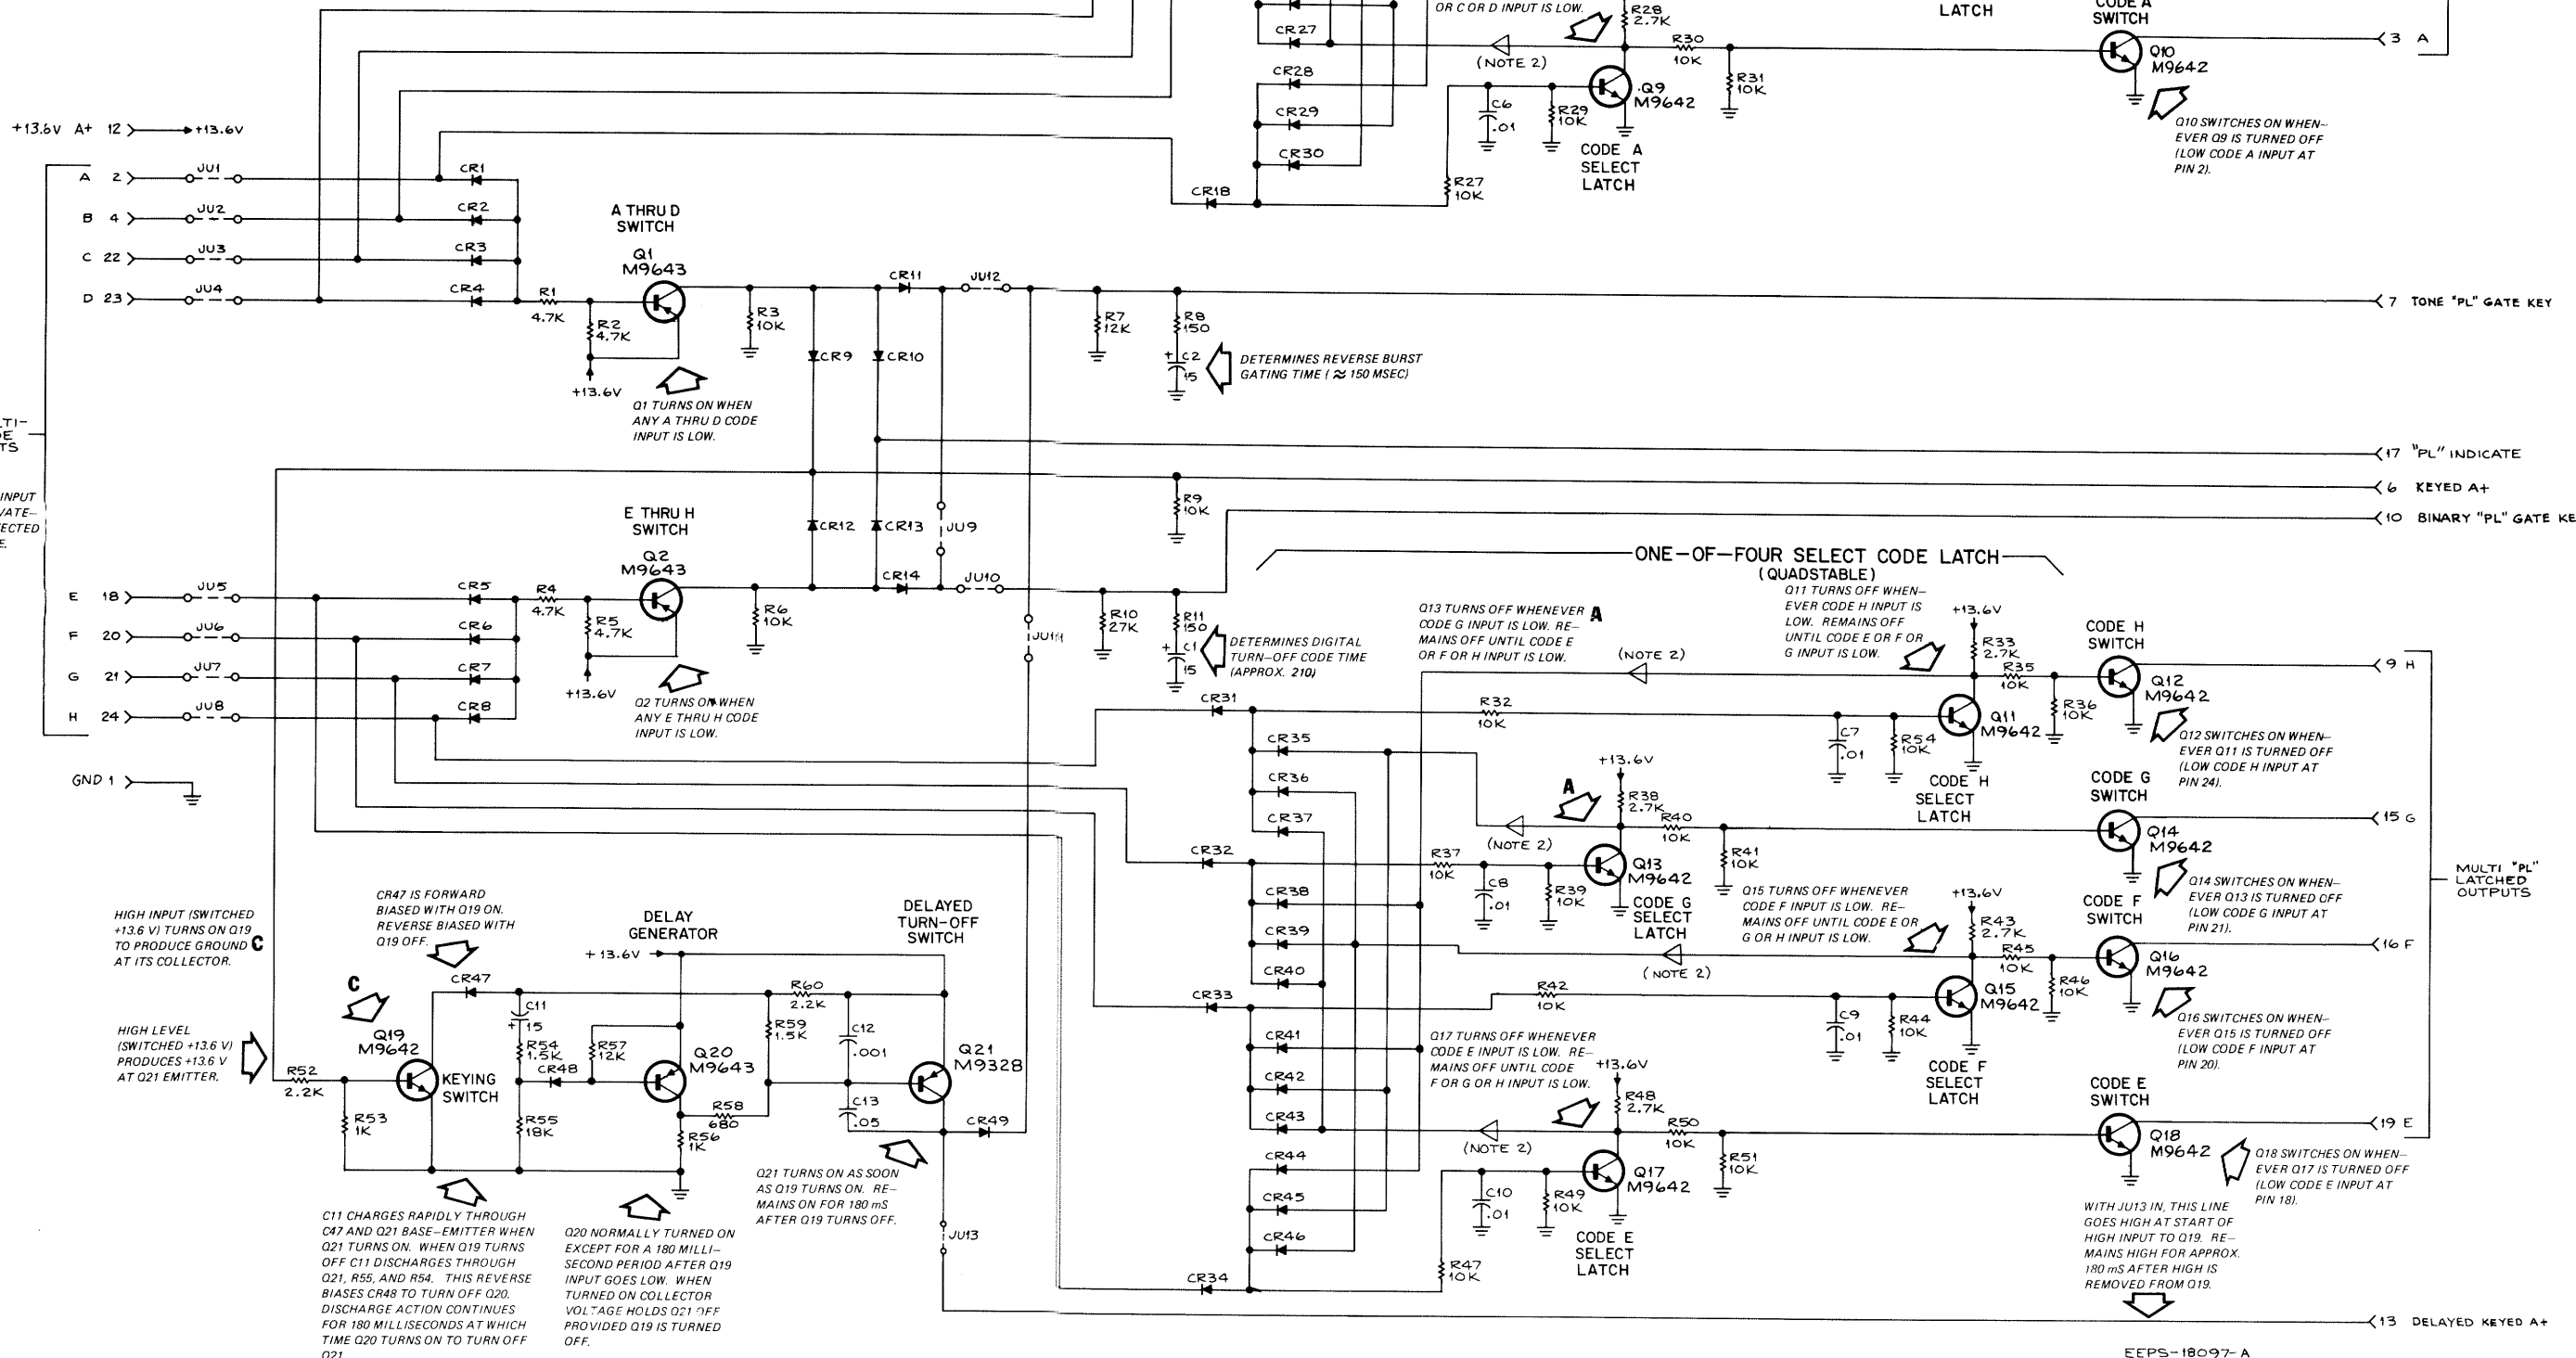 OR C OR D INPUT IS LOW.
R28
2.7K
LATCH
CODE A
SWITCH
CR27
(NOTE 2)
R30
10K
Q10
M9642
3 A
CR28
Q9
M9642
R31
10K
CR29
C6
.01
R29
10K
CR30
CODE A
SELECT
LATCH
Q10 SWITCHES ON WHEN-
EVER Q9 IS TURNED OFF
(LOW CODE A INPUT AT
PIN 2).
CR18
R27
10K
+13.6V A+ 12
+13.6V
A 2
JU1
CR1
B 4
JU2
CR2
C 22
JU3
CR3
D 23
JU4
CR4
A THRU D
SWITCH
Q1
M9643
R1
4.7K
R2
4.7K
+13.6V
R3
10K
CR11
JU12
CR9
CR10
R7
12K
R8
150
+ C2
15
7 TONE "PL" GATE KEY
DETERMINES REVERSE BURST
GATING TIME (≈ 150 MSEC)
Q1 TURNS ON WHEN
ANY A THRU D CODE
INPUT IS LOW.
17 "PL" INDICATE
6 KEYED A+
10 BINARY "PL" GATE KE
INPUT
R9
10K
E THRU H
SWITCH
Q2
M9643
CR12
CR13
JU9
CR14
JU10
E 18
JU5
CR5
R4
4.7K
R5
4.7K
+13.6V
R6
10K
F 20
JU6
CR6
G 21
JU7
CR7
H 24
JU8
CR8
GND 1
JU11
R10
27K
R11
150
+ C1
15
DETERMINES DIGITAL
TURN-OFF CODE TIME
(APPROX. 210)
Q2 TURNS ON WHEN
ANY E THRU H CODE
INPUT IS LOW.
ONE-OF-FOUR SELECT CODE LATCH
(QUADSTABLE)
Q13 TURNS OFF WHENEVER A
CODE G INPUT IS LOW. RE-
MAINS OFF UNTIL CODE E
OR F OR H INPUT IS LOW.
(NOTE 2)
Q11 TURNS OFF WHEN-
EVER CODE H INPUT IS
LOW. REMAINS OFF
UNTIL CODE E OR F OR
G INPUT IS LOW.
+13.6V
R33
2.7K
R35
10K
CODE H
SWITCH
Q12
M9642
9 H
CR31
R32
10K
C7
.01
R54
10K
Q11
M9642
R36
10K
CODE H
SELECT
LATCH
Q12 SWITCHES ON WHEN-
EVER Q11 IS TURNED OFF
(LOW CODE H INPUT AT
PIN 24).
CR35
CR36
CR37
+13.6V
A
R38
2.7K
(NOTE 2)
R40
10K
CODE G
SWITCH
Q14
M9642
15 G
CR32
R37
10K
C8
.01
R39
10K
Q13
M9642
R41
10K
CODE G
SELECT
LATCH
Q14 SWITCHES ON WHEN-
EVER Q13 IS TURNED OFF
(LOW CODE G INPUT AT
PIN 21).
MULTI "PL"
LATCHED
OUTPUTS
CR38
CR39
CR40
(NOTE 2)
Q15 TURNS OFF WHENEVER
CODE F INPUT IS LOW. RE-
MAINS OFF UNTIL CODE E OR
G OR H INPUT IS LOW.
+13.6V
R43
2.7K
R45
10K
CODE F
SWITCH
Q16
M9642
16 F
CR33
R42
10K
C9
.01
R44
10K
Q15
M9642
R46
10K
CODE F
SELECT
LATCH
Q16 SWITCHES ON WHEN-
EVER Q15 IS TURNED OFF
(LOW CODE F INPUT AT
PIN 20).
CR41
CR42
CR43
Q17 TURNS OFF WHENEVER
CODE E INPUT IS LOW. RE-
MAINS OFF UNTIL CODE
F OR G OR H INPUT IS LOW.
+13.6V
R48
2.7K
(NOTE 2)
R50
10K
CODE E
SWITCH
Q18
M9642
19 E
CR44
CR45
CR46
C10
.01
R49
10K
Q17
M9642
R51
10K
CODE E
SELECT
LATCH
R47
10K
CR34
Q18 SWITCHES ON WHEN-
EVER Q17 IS TURNED OFF
(LOW CODE E INPUT AT
PIN 18).
WITH JU13 IN, THIS LINE
GOES HIGH AT START OF
HIGH INPUT TO Q19. RE-
MAINS HIGH FOR APPROX.
180 mS AFTER HIGH IS
REMOVED FROM Q19.
13 DELAYED KEYED A+
EEPS-18097-A
HIGH INPUT (SWITCHED
+13.6 V) TURNS ON Q19
TO PRODUCE GROUND C
AT ITS COLLECTOR.
CR47 IS FORWARD
BIASED WITH Q19 ON.
REVERSE BIASED WITH
Q19 OFF.
DELAY
GENERATOR
+ 13.6V
DELAYED
TURN-OFF
SWITCH
C
CR47
C11
+ 15
R60
2.2K
R59
1.5K
C12
.001
HIGH LEVEL
(SWITCHED +13.6 V)
PRODUCES +13.6 V
AT Q21 EMITTER.
Q19
M9642
KEYING
SWITCH
R54
1.5K
R57
12K
CR48
Q20
M9643
Q21
M9328
R52
2.2K
R53
1K
R55
18K
R58
680
R56
1K
C13
.05
CR49
JU13
Q21 TURNS ON AS SOON
AS Q19 TURNS ON. RE-
MAINS ON FOR 180 mS
AFTER Q19 TURNS OFF.
C11 CHARGES RAPIDLY THROUGH
C47 AND Q21 BASE-EMITTER WHEN
Q21 TURNS ON. WHEN Q19 TURNS
OFF C11 DISCHARGES THROUGH
Q21, R55, AND R54. THIS REVERSE
BIASES CR48 TO TURN OFF Q20.
DISCHARGE ACTION CONTINUES
FOR 180 MILLISECONDS AT WHICH
TIME Q20 TURNS ON TO TURN OFF
Q21
Q20 NORMALLY TURNED ON
EXCEPT FOR A 180 MILLI-
SECOND PERIOD AFTER Q19
INPUT GOES LOW. WHEN
TURNED ON COLLECTOR
VOLTAGE HOLDS Q21 OFF
PROVIDED Q19 IS TURNED
OFF.